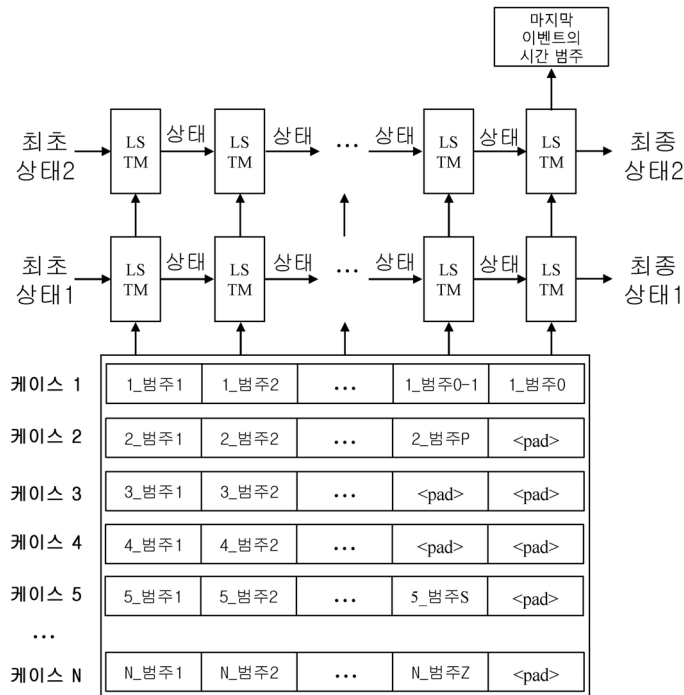 마지막
이벤트의
시간 범주
최초
상태2
LS
TM
상태
LS
TM
상태
...
상태
LS
TM
상태
LS
TM
최종
상태2
최초
상태1
LS
TM
상태
LS
TM
상태
...
상태
LS
TM
상태
LS
TM
최종
상태1
케이스 1 1_범주1 1_범주2 ... 1_범주0-1 1_범주0
케이스 2 2_범주1 2_범주2 ... 2_범주P <pad>
케이스 3 3_범주1 3_범주2 ... <pad> <pad>
케이스 4 4_범주1 4_범주2 ... <pad> <pad>
케이스 5 5_범주1 5_범주2 ... 5_범주S <pad>
...
케이스 N N_범주1 N_범주2 ... N_범주Z <pad>